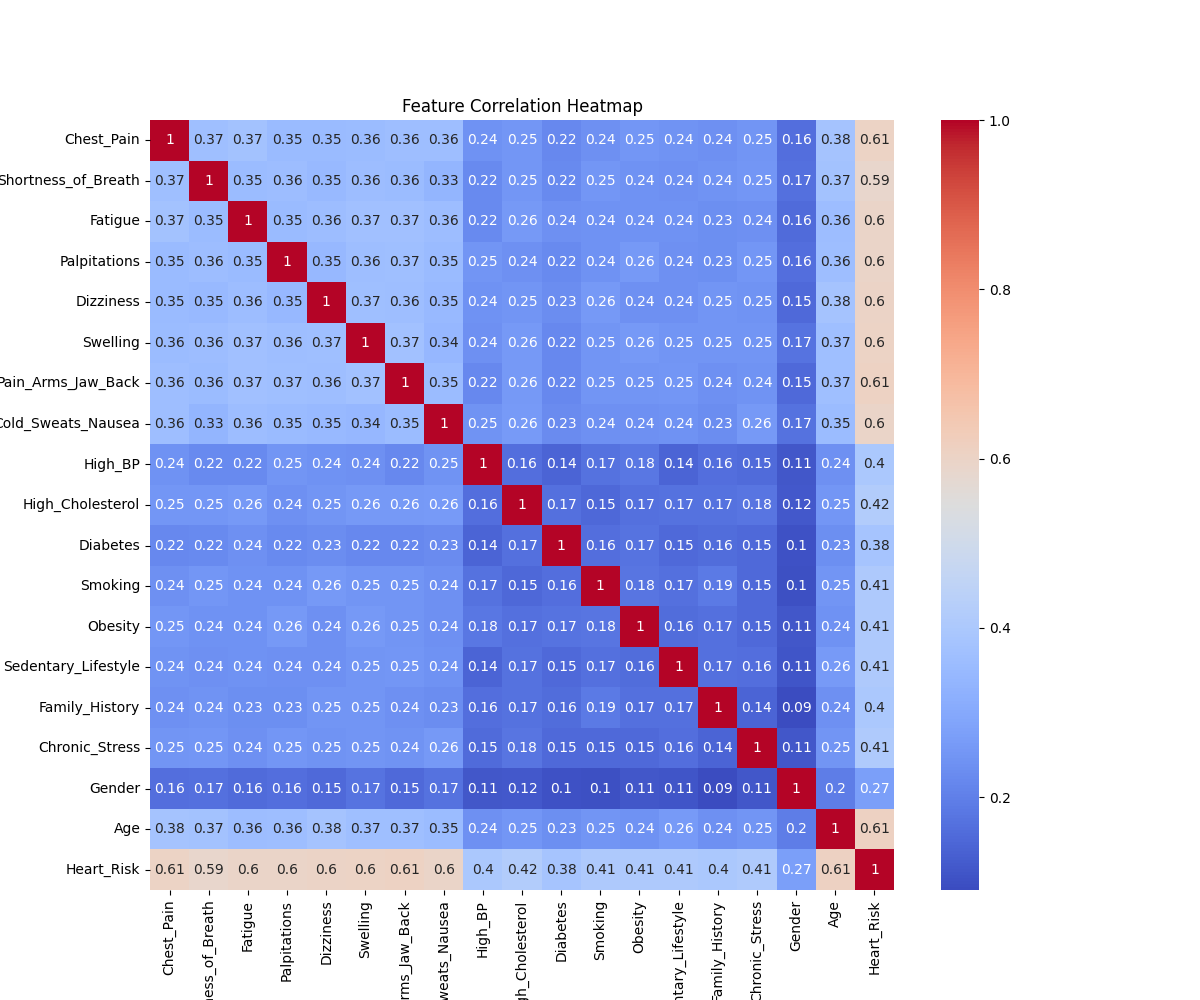 Feature Correlation Heatmap
Chest_Pain 1 0.37 0.37 0.35 0.35 0.36 0.36 0.36 0.24 0.25 0.22 0.24 0.25 0.24 0.24 0.25 0.16 0.38 0.61
Shortness_of_Breath 0.37 1 0.35 0.36 0.35 0.36 0.36 0.33 0.22 0.25 0.22 0.25 0.24 0.24 0.24 0.25 0.17 0.37 0.59
Fatigue 0.37 0.35 1 0.35 0.36 0.37 0.37 0.36 0.22 0.26 0.24 0.24 0.24 0.24 0.23 0.24 0.16 0.36 0.6
Palpitations 0.35 0.36 0.35 1 0.35 0.36 0.37 0.35 0.25 0.24 0.22 0.24 0.26 0.24 0.23 0.25 0.16 0.36 0.6
Dizziness 0.35 0.35 0.36 0.35 1 0.37 0.36 0.35 0.24 0.25 0.23 0.26 0.24 0.24 0.25 0.25 0.15 0.38 0.6
Swelling 0.36 0.36 0.37 0.36 0.37 1 0.37 0.34 0.24 0.26 0.22 0.25 0.26 0.25 0.25 0.25 0.17 0.37 0.6
Pain_Arms_Jaw_Back 0.36 0.36 0.37 0.37 0.36 0.37 1 0.35 0.22 0.26 0.22 0.25 0.25 0.25 0.24 0.24 0.15 0.37 0.61
Cold_Sweats_Nausea 0.36 0.33 0.36 0.35 0.35 0.34 0.35 1 0.25 0.26 0.23 0.24 0.24 0.24 0.23 0.26 0.17 0.35 0.6
High_BP 0.24 0.22 0.22 0.25 0.24 0.24 0.22 0.25 1 0.16 0.14 0.17 0.18 0.14 0.16 0.15 0.11 0.24 0.4
High_Cholesterol 0.25 0.25 0.26 0.24 0.25 0.26 0.26 0.26 0.16 1 0.17 0.15 0.17 0.17 0.17 0.18 0.12 0.25 0.42
Diabetes 0.22 0.22 0.24 0.22 0.23 0.22 0.22 0.23 0.14 0.17 1 0.16 0.17 0.15 0.16 0.15 0.1 0.23 0.38
Smoking 0.24 0.25 0.24 0.24 0.26 0.25 0.25 0.24 0.17 0.15 0.16 1 0.18 0.17 0.19 0.15 0.1 0.25 0.41
Obesity 0.25 0.24 0.24 0.26 0.24 0.26 0.25 0.24 0.18 0.17 0.17 0.18 1 0.16 0.17 0.15 0.11 0.24 0.41
Sedentary_Lifestyle 0.24 0.24 0.24 0.24 0.24 0.25 0.25 0.24 0.14 0.17 0.15 0.17 0.16 1 0.17 0.16 0.11 0.26 0.41
Family_History 0.24 0.24 0.23 0.23 0.25 0.25 0.24 0.23 0.16 0.17 0.16 0.19 0.17 0.17 1 0.14 0.09 0.24 0.4
Chronic_Stress 0.25 0.25 0.24 0.25 0.25 0.25 0.24 0.26 0.15 0.18 0.15 0.15 0.15 0.16 0.14 1 0.11 0.25 0.41
Gender 0.16 0.17 0.16 0.16 0.15 0.17 0.15 0.17 0.11 0.12 0.1 0.1 0.11 0.11 0.09 0.11 1 0.2 0.27
Age 0.38 0.37 0.36 0.36 0.38 0.37 0.37 0.35 0.24 0.25 0.23 0.25 0.24 0.26 0.24 0.25 0.2 1 0.61
Heart_Risk 0.61 0.59 0.6 0.6 0.6 0.6 0.61 0.6 0.4 0.42 0.38 0.41 0.41 0.41 0.4 0.41 0.27 0.61 1
Chest_Pain
ness_of_Breath
Fatigue
Palpitations
Dizziness
Swelling
rms_Jaw_Back
weats_Nausea
High_BP
gh_Cholesterol
Diabetes
Smoking
Obesity
ntary_Lifestyle
Family_History
Chronic_Stress
Gender
Age
Heart_Risk
1.0
0.8
0.6
0.4
0.2